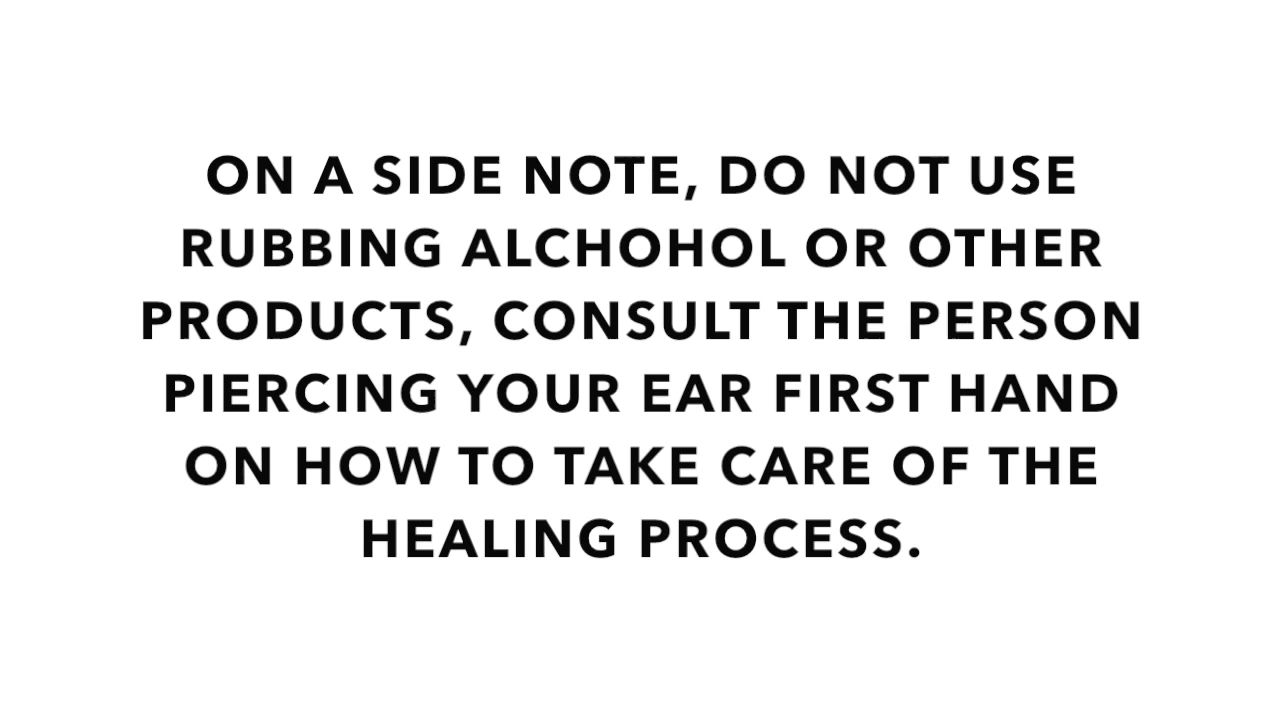 ON A SIDE NOTE, DO NOT USE
RUBBING ALCHOHOL OR OTHER
PRODUCTS, CONSULT THE PERSON
PIERCING YOUR EAR FIRST HAND
ON HOW TO TAKE CARE OF THE
HEALING PROCESS.